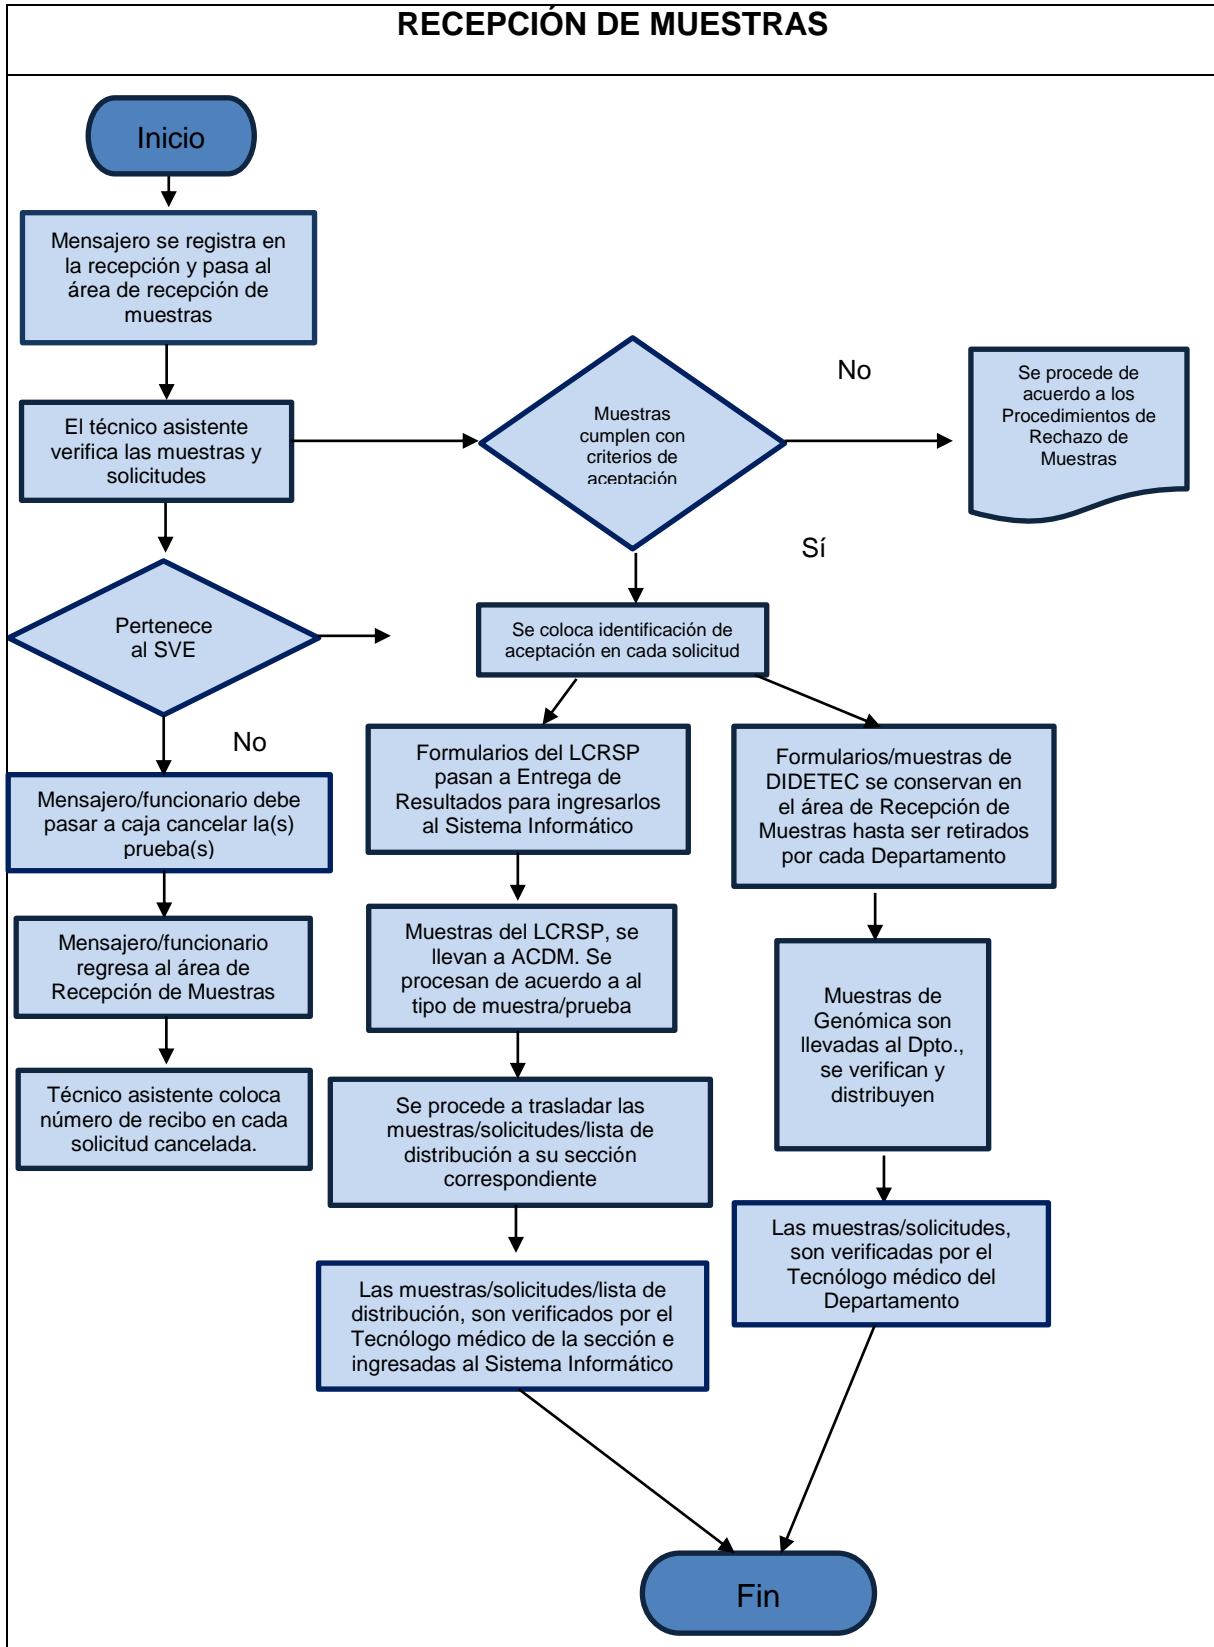 RECEPCIÓN DE MUESTRAS
Inicio
Mensajero se registra en
la recepción y pasa al
área de recepción de
muestras
El técnico asistente
verifica las muestras y
solicitudes
Muestras
cumplen con
criterios de
aceptación
No
Se procede de
acuerdo a los
Procedimientos de
Rechazo de
Muestras
Sí
Pertenece
al SVE
Se coloca identificación de
aceptación en cada solicitud
No
Mensajero/funcionario debe
pasar a caja cancelar la(s)
prueba(s)
Mensajero/funcionario
regresa al área de
Recepción de Muestras
Técnico asistente coloca
número de recibo en cada
solicitud cancelada.
Formularios del LCRSP
pasan a Entrega de
Resultados para ingresarlos
al Sistema Informático
Muestras del LCRSP, se
llevan a ACDM. Se
procesan de acuerdo a al
tipo de muestra/prueba
Se procede a trasladar las
muestras/solicitudes/lista de
distribución a su sección
correspondiente
Las muestras/solicitudes/lista de
distribución, son verificados por el
Tecnólogo médico de la sección e
ingresadas al Sistema Informático
Formularios/muestras de
DIDETEC se conservan en
el área de Recepción de
Muestras hasta ser retirados
por cada Departamento
Muestras de
Genómica son
llevadas al Dpto.,
se verifican y
distribuyen
Las muestras/solicitudes,
son verificadas por el
Tecnólogo médico del
Departamento
Fin